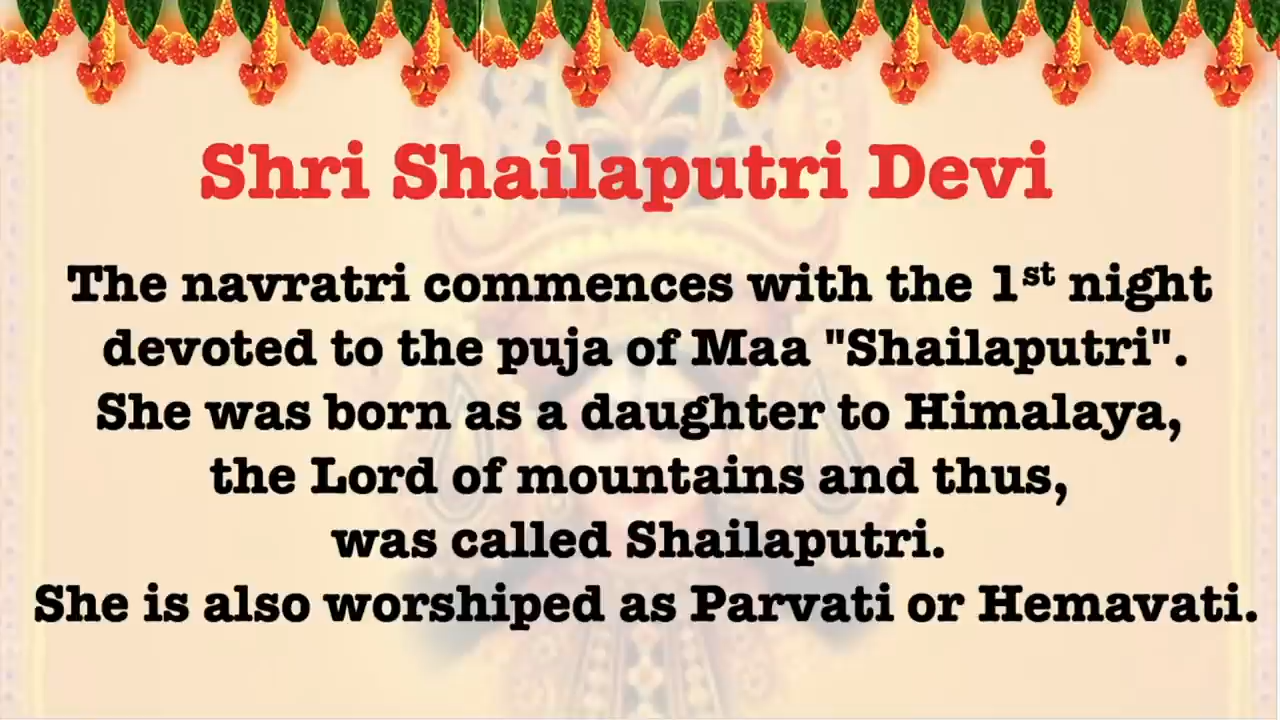 Shri Shailaputri Devi
The navratri commences with the 1st night
devoted to the puja of Maa "Shailaputri".
She was born as a daughter to Himalaya,
the Lord of mountains and thus,
was called Shailaputri.
She is also worshiped as Parvati or Hemavati.